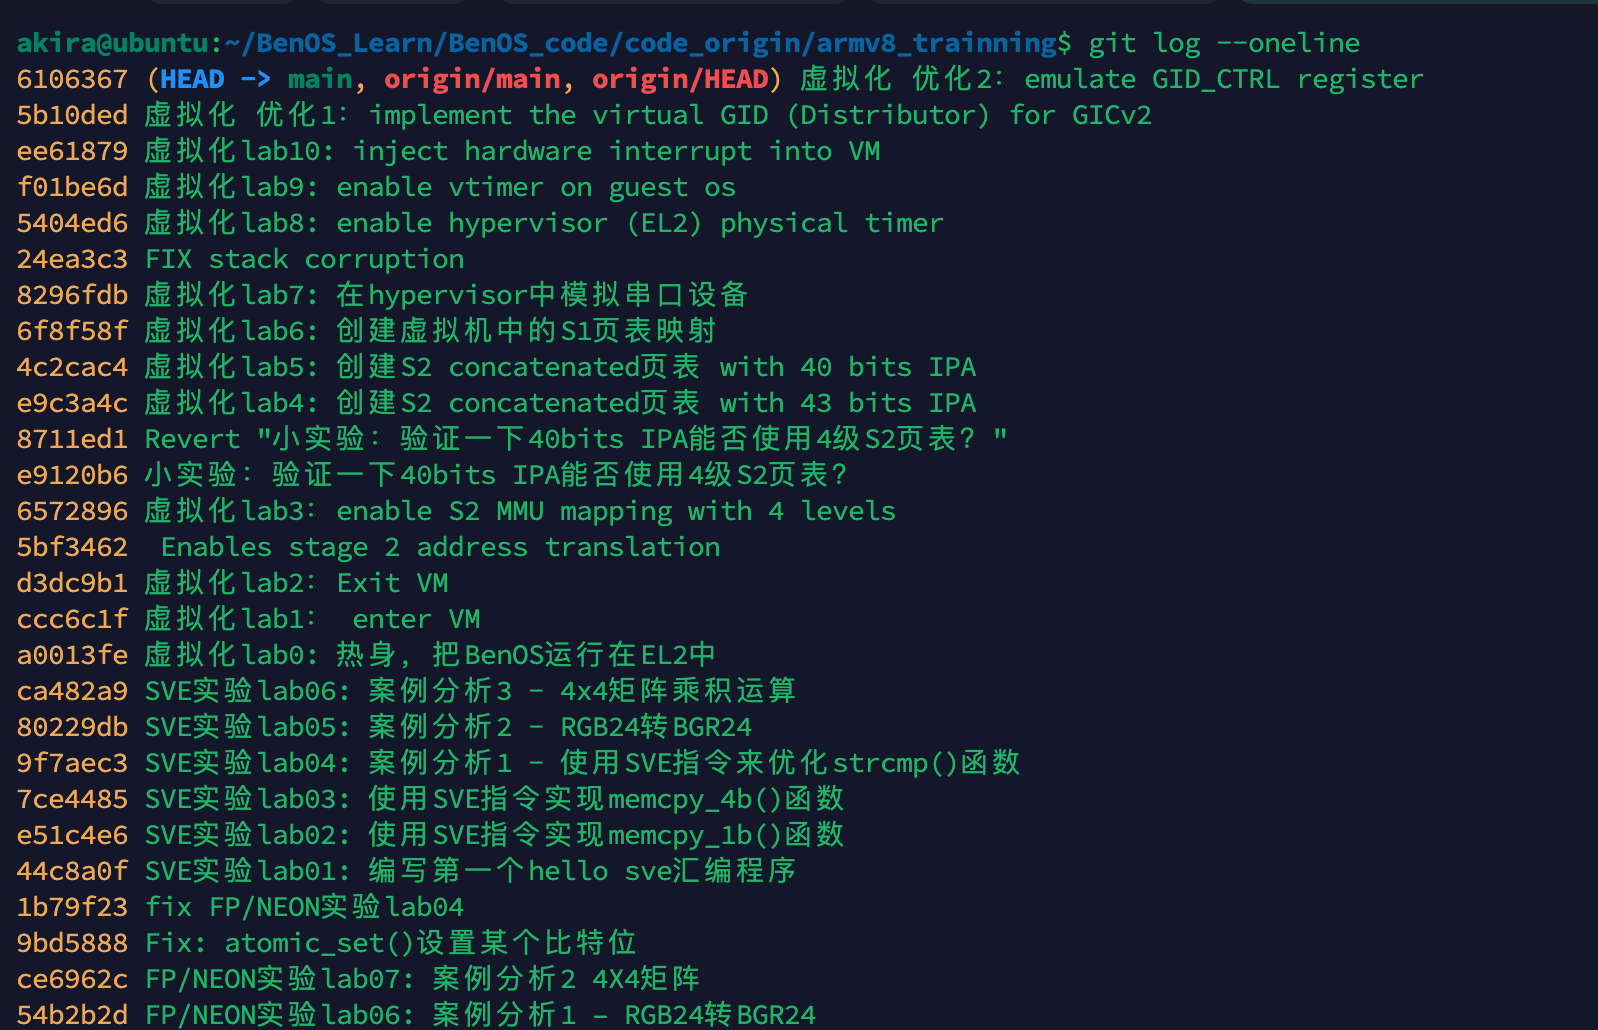 akira@ubuntu:~/BenOS_Learn/BenOS_code/code_origin/armv8_trainning$ git log --oneline
6106367 (HEAD -> main, origin/main, origin/HEAD) 虚拟化 优化2：emulate GID_CTRL register
5b10ded 虚拟化 优化1：implement the virtual GID (Distributor) for GICv2
ee61879 虚拟化lab10: inject hardware interrupt into VM
f01be6d 虚拟化lab9: enable vtimer on guest os
5404ed6 虚拟化lab8: enable hypervisor (EL2) physical timer
24ea3c3 FIX stack corruption
8296fdb 虚拟化lab7: 在hypervisor中模拟串口设备
6f8f58f 虚拟化lab6: 创建虚拟机中的S1页表映射
4c2cac4 虚拟化lab5: 创建S2 concatenated页表 with 40 bits IPA
e9c3a4c 虚拟化lab4: 创建S2 concatenated页表 with 43 bits IPA
8711ed1 Revert "小实验：验证一下40bits IPA能否使用4级S2页表？"
e9120b6 小实验：验证一下40bits IPA能否使用4级S2页表？
6572896 虚拟化lab3：enable S2 MMU mapping with 4 levels
5bf3462  Enables stage 2 address translation
d3dc9b1 虚拟化lab2：Exit VM
ccc6c1f 虚拟化lab1： enter VM
a0013fe 虚拟化lab0: 热身，把BenOS运行在EL2中
ca482a9 SVE实验lab06: 案例分析3 - 4x4矩阵乘积运算
80229db SVE实验lab05: 案例分析2 - RGB24转BGR24
9f7aec3 SVE实验lab04: 案例分析1 - 使用SVE指令来优化strcmp()函数
7ce4485 SVE实验lab03: 使用SVE指令实现memcpy_4b()函数
e51c4e6 SVE实验lab02: 使用SVE指令实现memcpy_1b()函数
44c8a0f SVE实验lab01: 编写第一个hello sve汇编程序
1b79f23 fix FP/NEON实验lab04
9bd5888 Fix: atomic_set()设置某个比特位
ce6962c FP/NEON实验lab07: 案例分析2 4X4矩阵
54b2b2d FP/NEON实验lab06: 案例分析1 – RGB24转BGR24